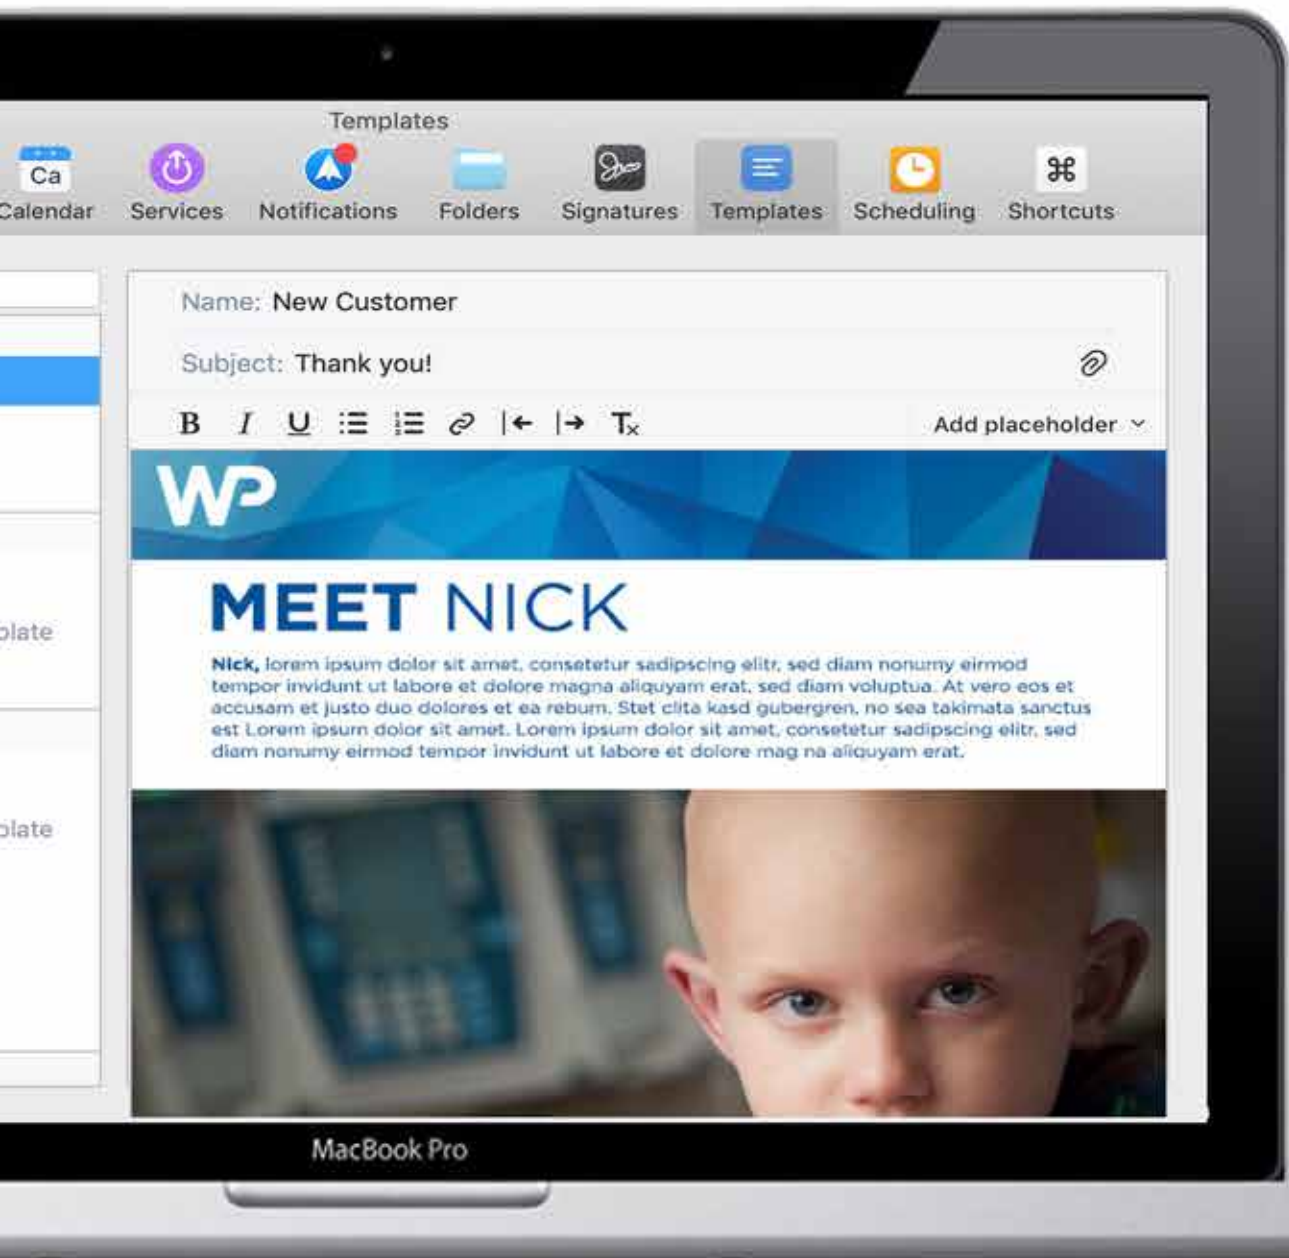 Templates
Ca
Calendar Services Notifications Folders Signatures Templates Scheduling Shortcuts
Name: New Customer
Subject: Thank you!
B I U Tx Add placeholder
WP
MEET NICK
Nick, lorem ipsum dolor sit amet, consetetur sadipscing elitr, sed diam nonumy eirmod
tempor invidunt ut labore et dolore magna aliquyam erat, sed diam voluptua. At vero eos et
accusam et justo duo dolores et ea rebum. Stet clita kasd gubergren, no sea takimata sanctus
est Lorem ipsum dolor sit amet. Lorem ipsum dolor sit amet, consetetur sadipscing elitr, sed
diam nonumy eirmod tempor invidunt ut labore et dolore mag na aliquyam erat.
plate
plate
MacBook Pro